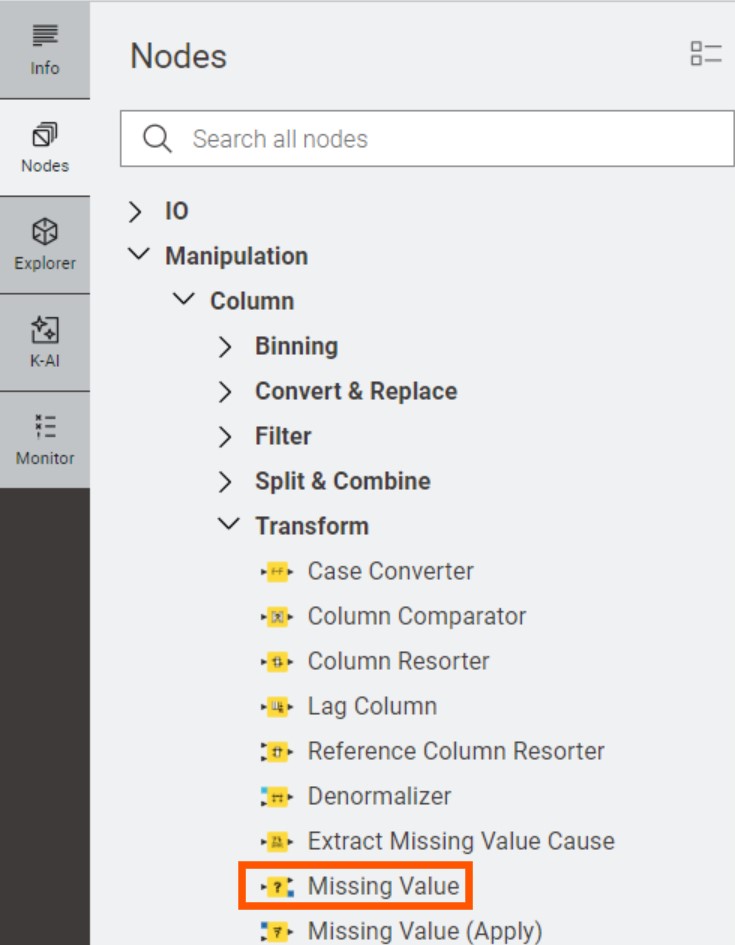 Info
Nodes
Explorer
K-AI
Monitor
Nodes
Search all nodes
IO
Manipulation
Column
Binning
Convert & Replace
Filter
Split & Combine
Transform
Case Converter
Column Comparator
Column Resorter
Lag Column
Reference Column Resorter
Denormalizer
Extract Missing Value Cause
? Missing Value
Missing Value (Apply)